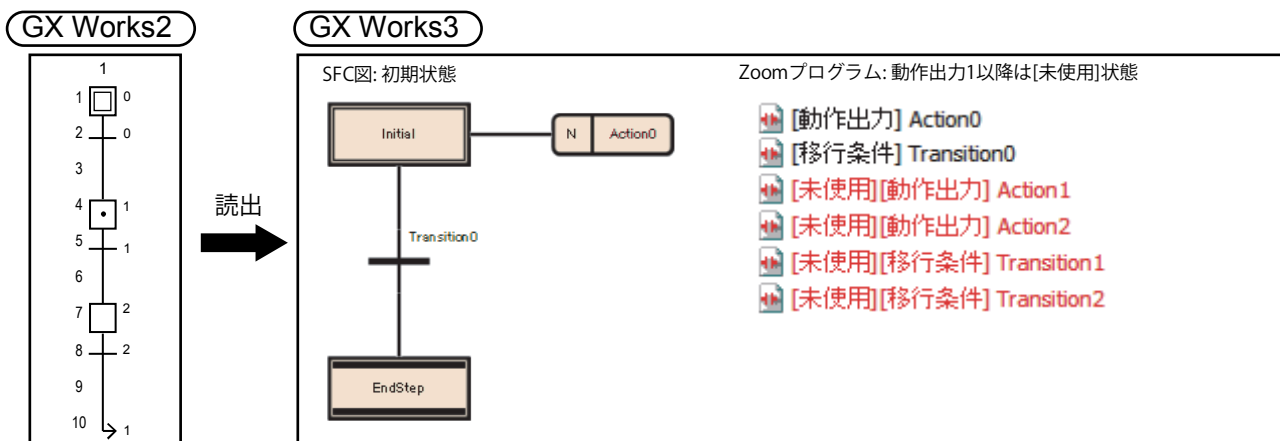 GX Works2
1
1 0
2 0
3
4 1
5 1
6
7 2
8 2
9
10 1
読出
GX Works3
SFC図: 初期状態
Initial
N Action0
Transition0
EndStep
Zoomプログラム: 動作出力1以降は[未使用]状態
[動作出力] Action0
[移行条件] Transition0
[未使用][動作出力] Action1
[未使用][動作出力] Action2
[未使用][移行条件] Transition1
[未使用][移行条件] Transition2